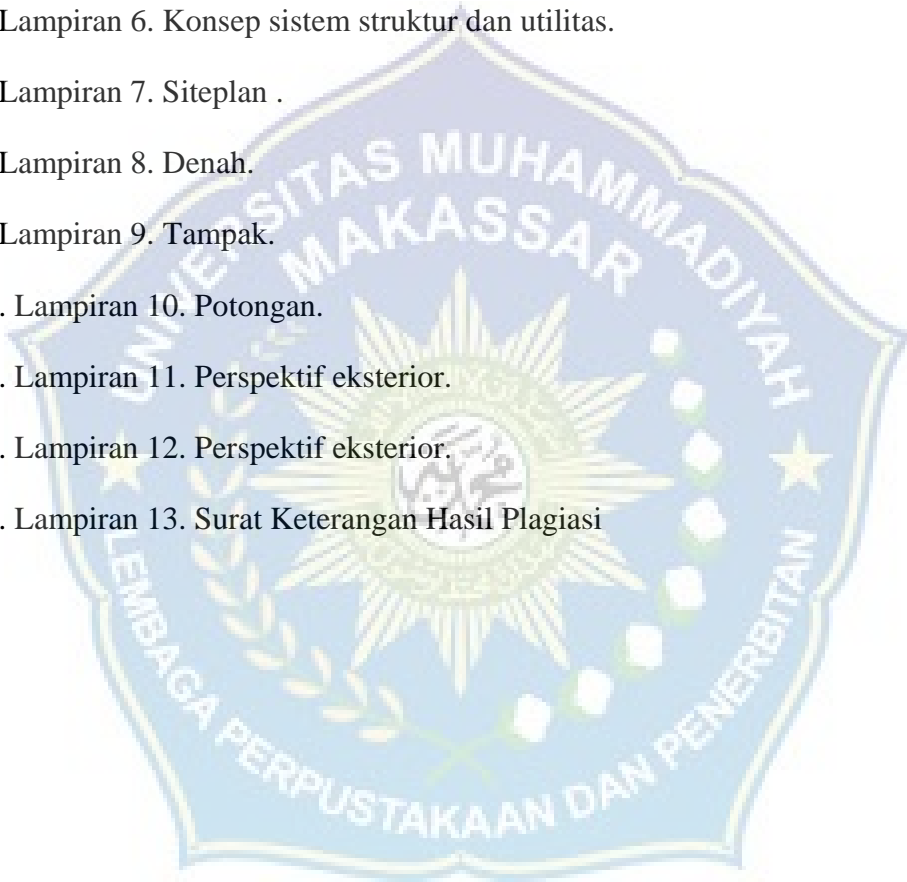 Lampiran 6. Konsep sistem struktur dan utilitas.
Lampiran 7. Siteplan .
Lampiran 8. Denah.
Lampiran 9. Tampak.
. Lampiran 10. Potongan.
. Lampiran 11. Perspektif eksterior.
. Lampiran 12. Perspektif eksterior.
. Lampiran 13. Surat Keterangan Hasil Plagiasi
UNIVERSITAS MUHAMMADIYAH
MAKASSAR
LEMBAGA PERPUSTAKAAN DAN PENERBITAN